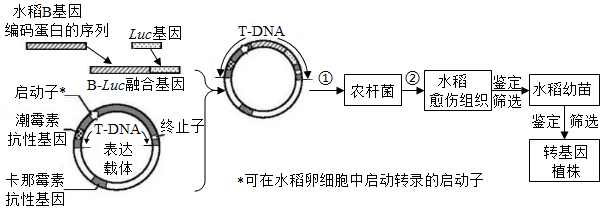 水稻B基因
编码蛋白的序列
Luc基因
B-Luc融合基因
启动子*
潮霉素
抗性基因
T-DNA
表达
载体
终止子
卡那霉素
抗性基因
T-DNA
①
农杆菌
②
水稻
愈伤组织
鉴定
筛选
水稻幼苗
鉴定
筛选
转基因
植株
*可在水稻卵细胞中启动转录的启动子